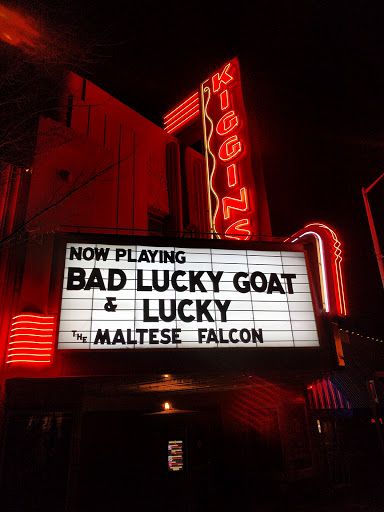 KIGGINS
NOW PLAYING
BAD LUCKY GOAT
& LUCKY
THE MALTESE FALCON